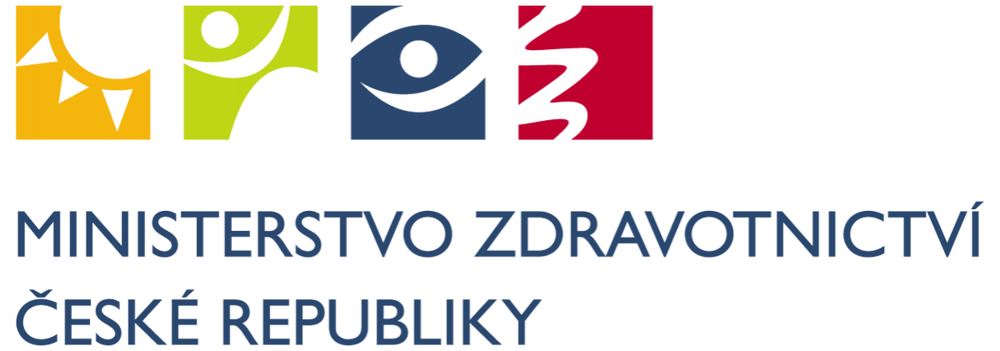 MINISTERSTVO ZDRAVOTNICTVÍ
ČESKÉ REPUBLIKY